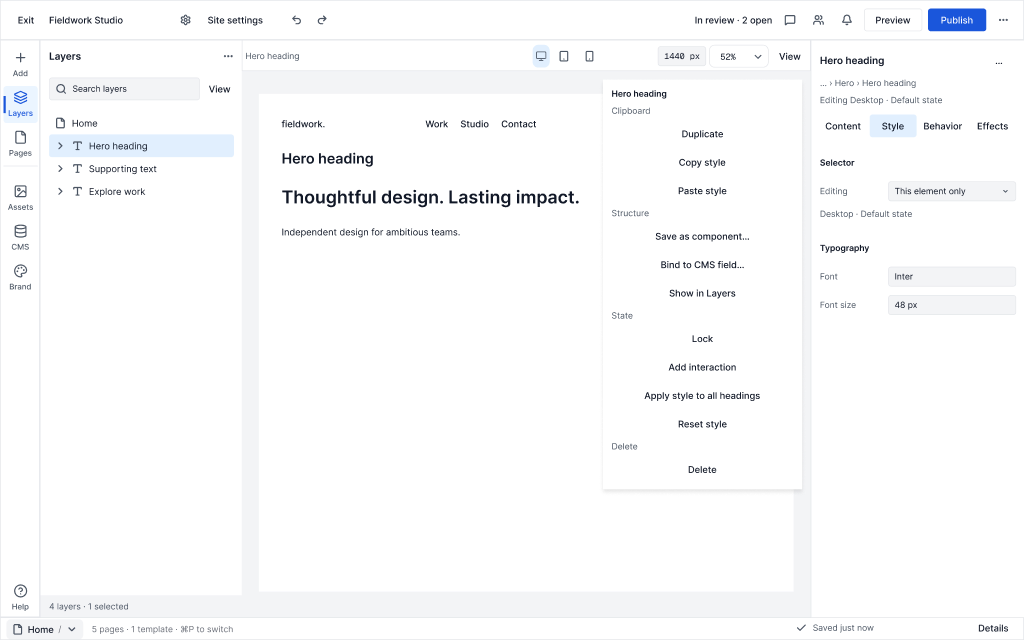 Exit
Fieldwork Studio
Site settings
In review · 2 open
Preview
Publish
Add
Layers
Pages
Assets
CMS
Brand
Help
Layers
Search layers
View
Home
Hero heading
Supporting text
Explore work
4 layers · 1 selected
Hero heading
1440 px
52%
View
fieldwork.
Work
Studio
Contact
Hero heading
Thoughtful design. Lasting impact.
Independent design for ambitious teams.
Hero heading
Clipboard
Duplicate
Copy style
Paste style
Structure
Save as component...
Bind to CMS field...
Show in Layers
State
Lock
Add interaction
Apply style to all headings
Reset style
Delete
Delete
Hero heading
... › Hero › Hero heading
Editing Desktop · Default state
Content
Style
Behavior
Effects
Selector
Editing
This element only
Desktop · Default state
Typography
Font
Inter
Font size
48 px
Home /
5 pages · 1 template · ⌘P to switch
Saved just now
Details